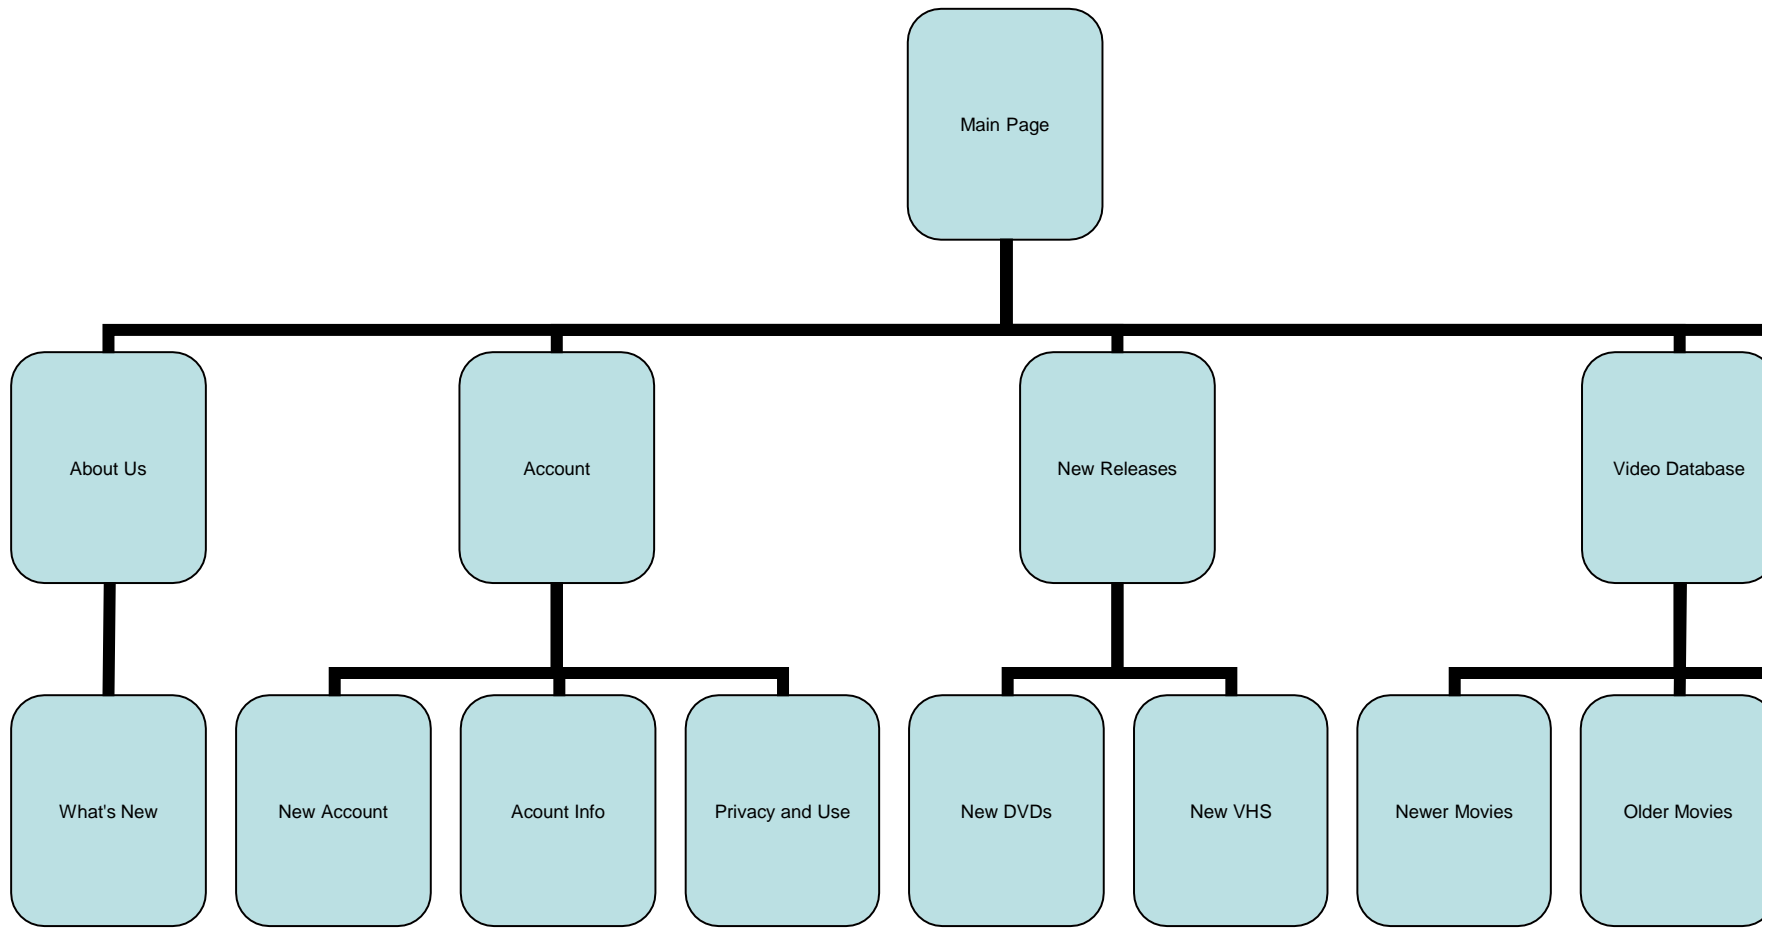 Main Page
About Us
Account
New Releases
Video Database
What's New
New Account
Acount Info
Privacy and Use
New DVDs
New VHS
Newer Movies
Older Movies